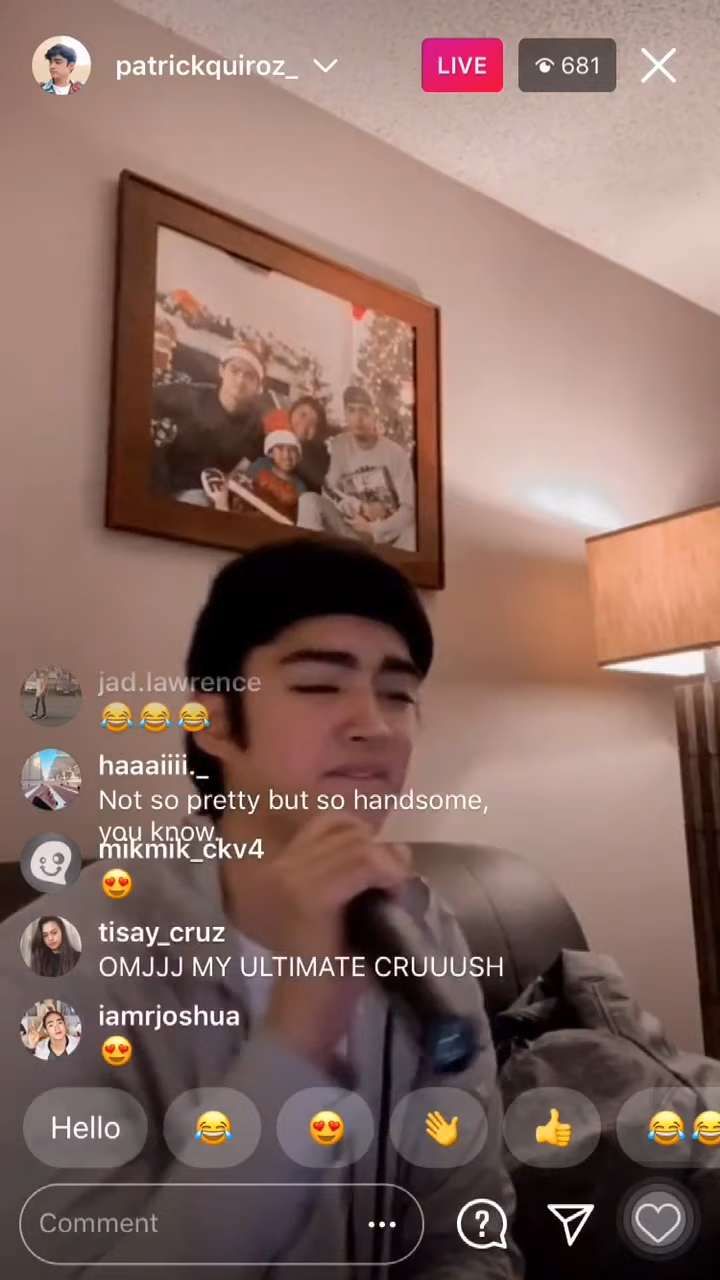 patrickquiroz_
LIVE
681
jad.lawrence
😂😂😂
haaaiiii._
Not so pretty but so handsome,
you know.
mikmik_ckv4
😍
tisay_cruz
OMJJJ MY ULTIMATE CRUUUSH
iamrjoshua
😍
Hello 😂 😍 👋 👍 😂😂
Comment